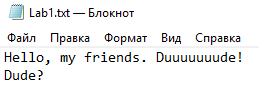 Lab1.txt — Блокнот
Файл Правка Формат Вид Справка
Hello, my friends. Duuuuuuude!
Dude?